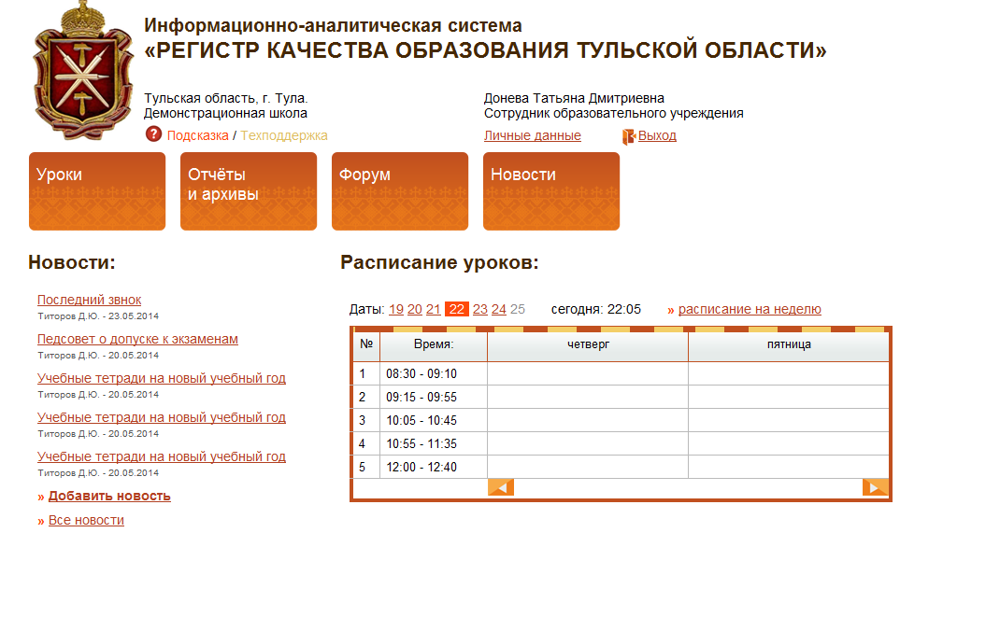 Информационно-аналитическая система
«РЕГИСТР КАЧЕСТВА ОБРАЗОВАНИЯ ТУЛЬСКОЙ ОБЛАСТИ»
Тульская область, г. Тула.
Демонстрационная школа
Донева Татьяна Дмитриевна
Сотрудник образовательного учреждения
? Подсказка / Техподдержка
Личные данные Выход
Уроки
Отчёты
и архивы
Форум
Новости
Новости:
Последний звнок
Титоров Д.Ю. - 23.05.2014
Педсовет о допуске к экзаменам
Титоров Д.Ю. - 20.05.2014
Учебные тетради на новый учебный год
Титоров Д.Ю. - 20.05.2014
Учебные тетради на новый учебный год
Титоров Д.Ю. - 20.05.2014
Учебные тетради на новый учебный год
Титоров Д.Ю. - 20.05.2014
» Добавить новость
» Все новости
Расписание уроков:
Даты: 19 20 21 22 23 24 25 сегодня: 22:05 » расписание на неделю
№ Время: четверг пятница
1 08:30 - 09:10
2 09:15 - 09:55
3 10:05 - 10:45
4 10:55 - 11:35
5 12:00 - 12:40